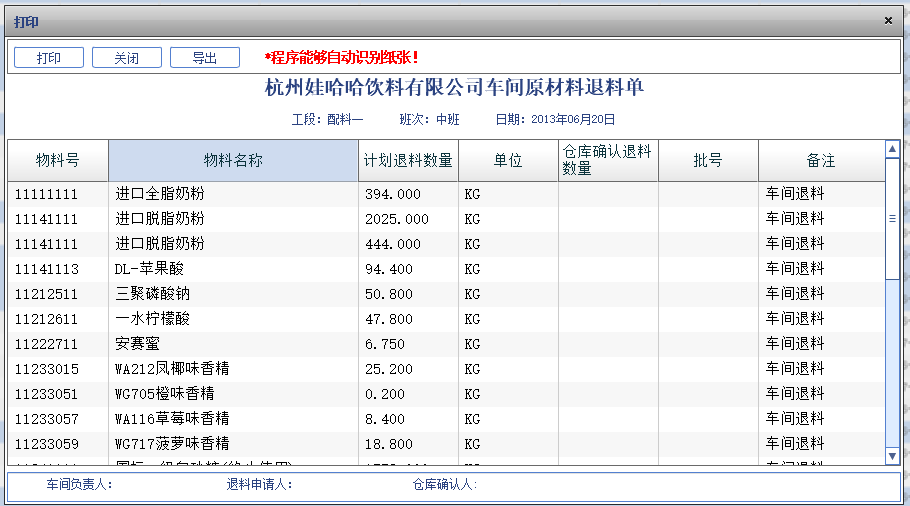 打印
打印 关闭 导出 *程序能够自动识别纸张!
杭州娃哈哈饮料有限公司车间原材料退料单
工段: 配料一 班次: 中班 日期: 2013年06月20日
物料号 物料名称 计划退料数量 单位 仓库确认退料数量 批号 备注
11111111 进口全脂奶粉 394.000 KG 车间退料
11141111 进口脱脂奶粉 2025.000 KG 车间退料
11141111 进口脱脂奶粉 444.000 KG 车间退料
11141113 DL-苹果酸 94.400 KG 车间退料
11212511 三聚磷酸钠 50.800 KG 车间退料
11212611 一水柠檬酸 47.800 KG 车间退料
11222711 安赛蜜 6.750 KG 车间退料
11233015 WA212凤椰味香精 25.200 KG 车间退料
11233051 WG705橙味香精 0.200 KG 车间退料
11233057 WA116草莓味香精 8.400 KG 车间退料
11233059 WG717菠萝味香精 18.800 KG 车间退料
车间负责人: 退料申请人: 仓库确认人: